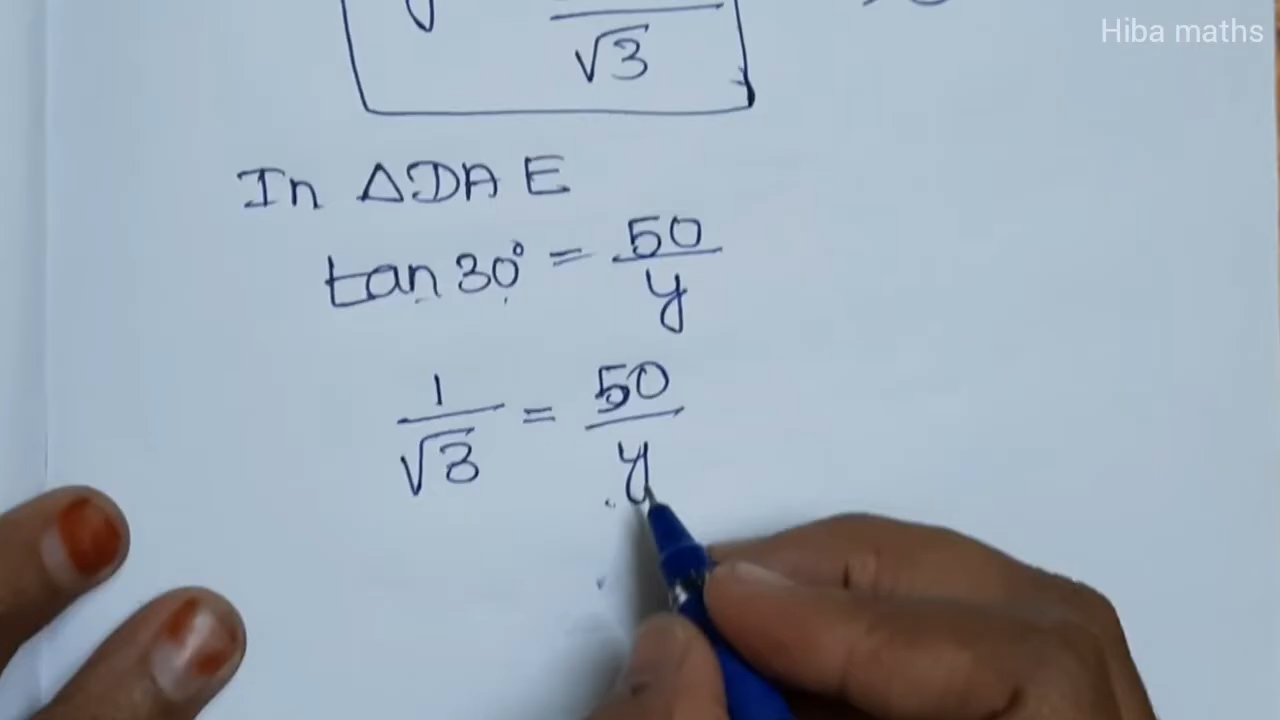 Hiba maths
√3
In ΔDAE
tan 30° = 50/y
1/√3 = 50/y